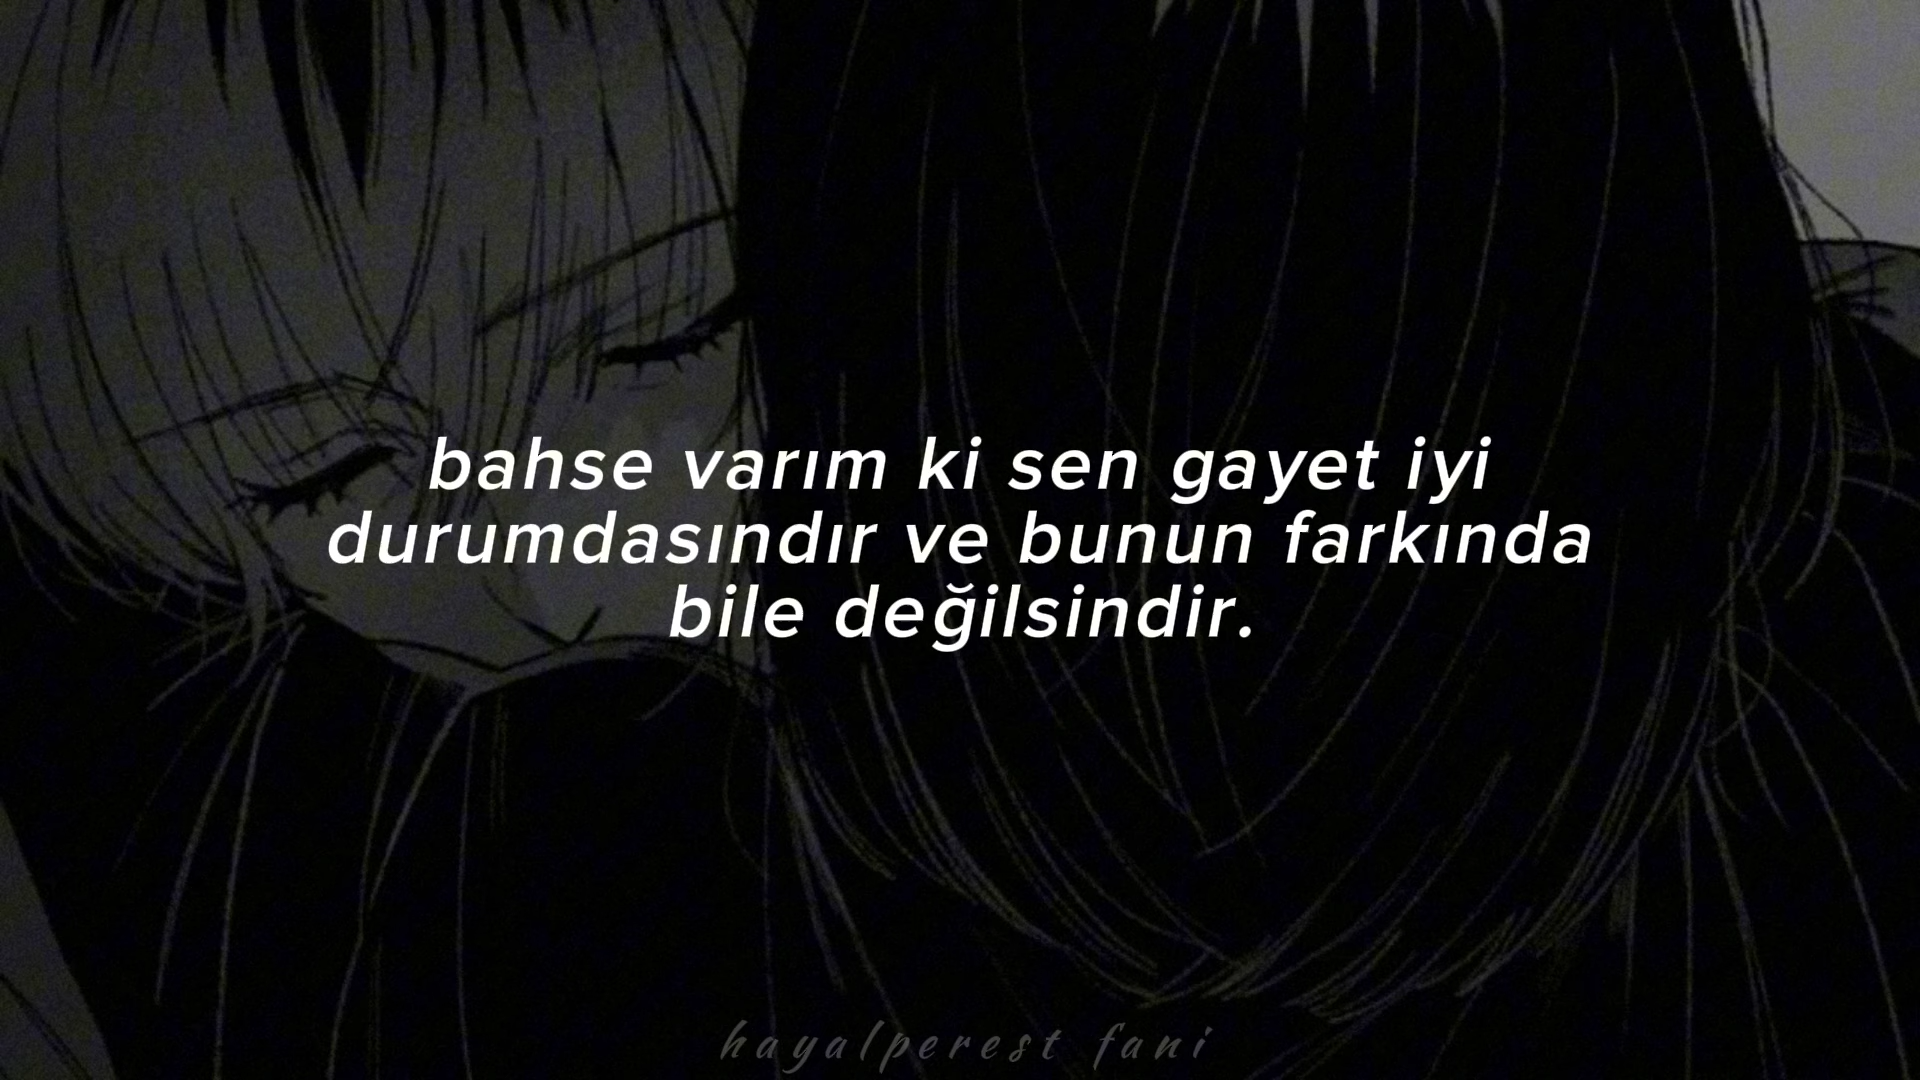 bahse varım ki sen gayet iyi
durumdasındır ve bunun farkında
bile değilsindir.
hayalperest fani